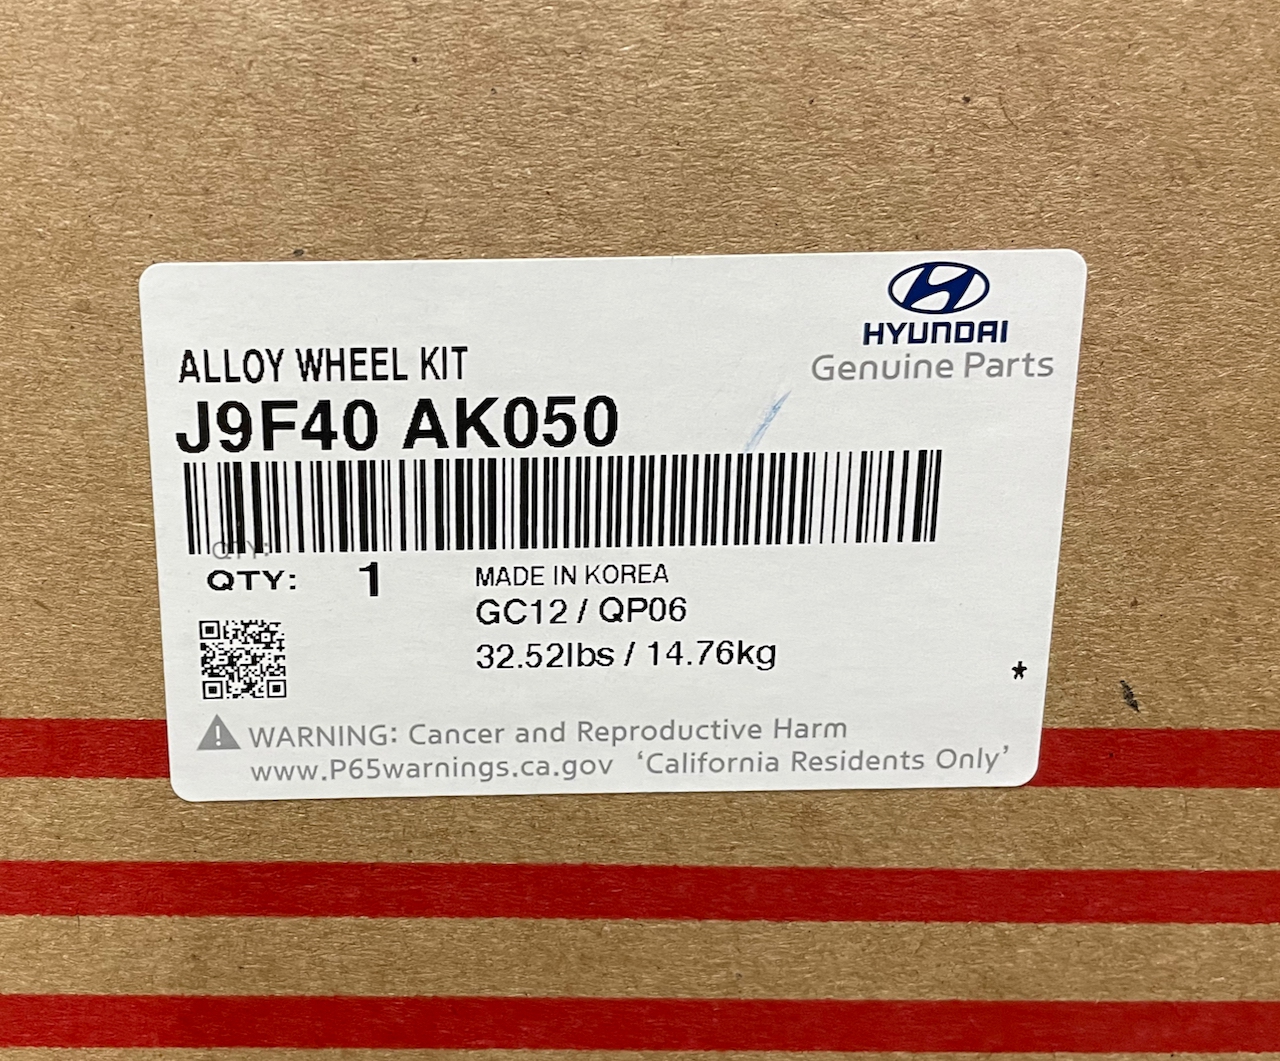 HYUNDAI
Genuine Parts
ALLOY WHEEL KIT
J9F40 AK050
QTY:
QTY: 1
MADE IN KOREA
GC12 / QP06
32.52lbs / 14.76kg
*
WARNING: Cancer and Reproductive Harm
www.P65warnings.ca.gov ‘California Residents Only’